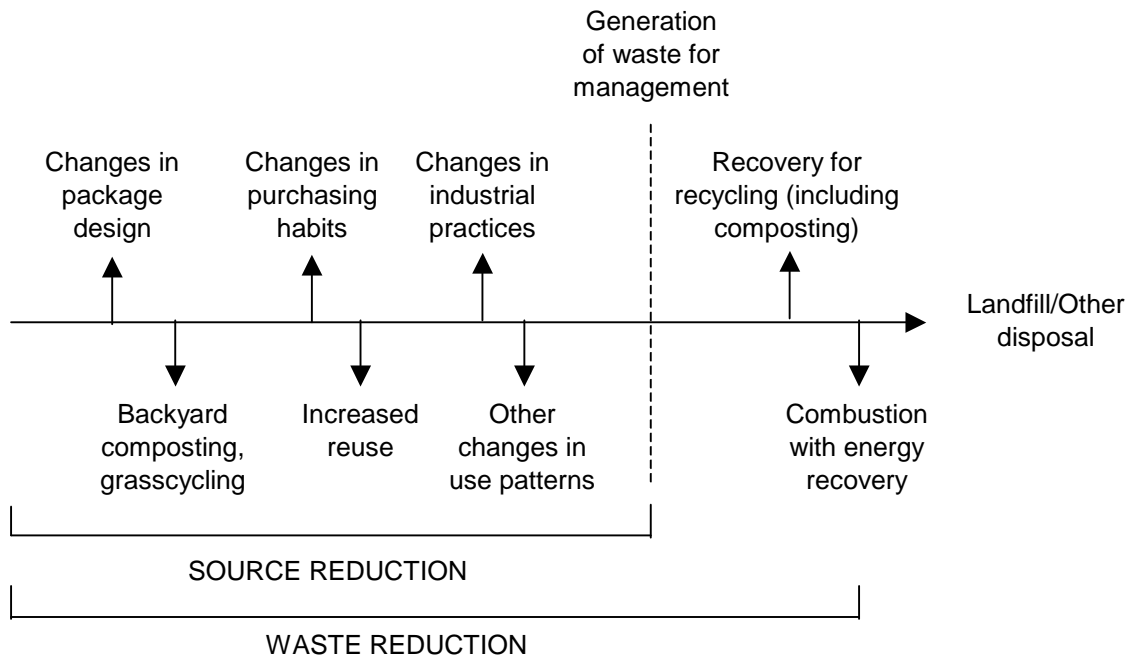 Generation
of waste for
management
Changes in
package
design
Changes in
purchasing
habits
Changes in
industrial
practices
Recovery for
recycling (including
composting)
Landfill/Other
disposal
Backyard
composting,
grasscycling
Increased
reuse
Other
changes in
use patterns
Combustion
with energy
recovery
SOURCE REDUCTION
WASTE REDUCTION